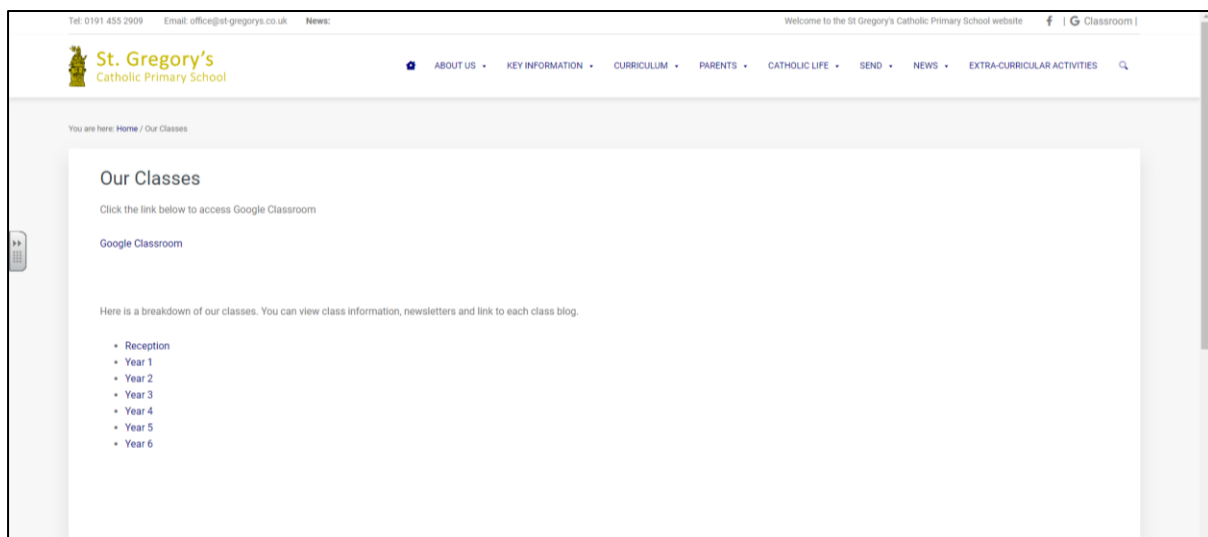 Tel: 0191 455 2909 Email: office@st-gregorys.co.uk News: Welcome to the St Gregory's Catholic Primary School website f | G Classroom |
St. Gregory's
Catholic Primary School
ABOUT US KEY INFORMATION CURRICULUM PARENTS CATHOLIC LIFE SEND NEWS EXTRA-CURRICULAR ACTIVITIES
You are here: Home / Our Classes
Our Classes
Click the link below to access Google Classroom
Google Classroom
Here is a breakdown of our classes. You can view class information, newsletters and link to each class blog.
• Reception
• Year 1
• Year 2
• Year 3
• Year 4
• Year 5
• Year 6